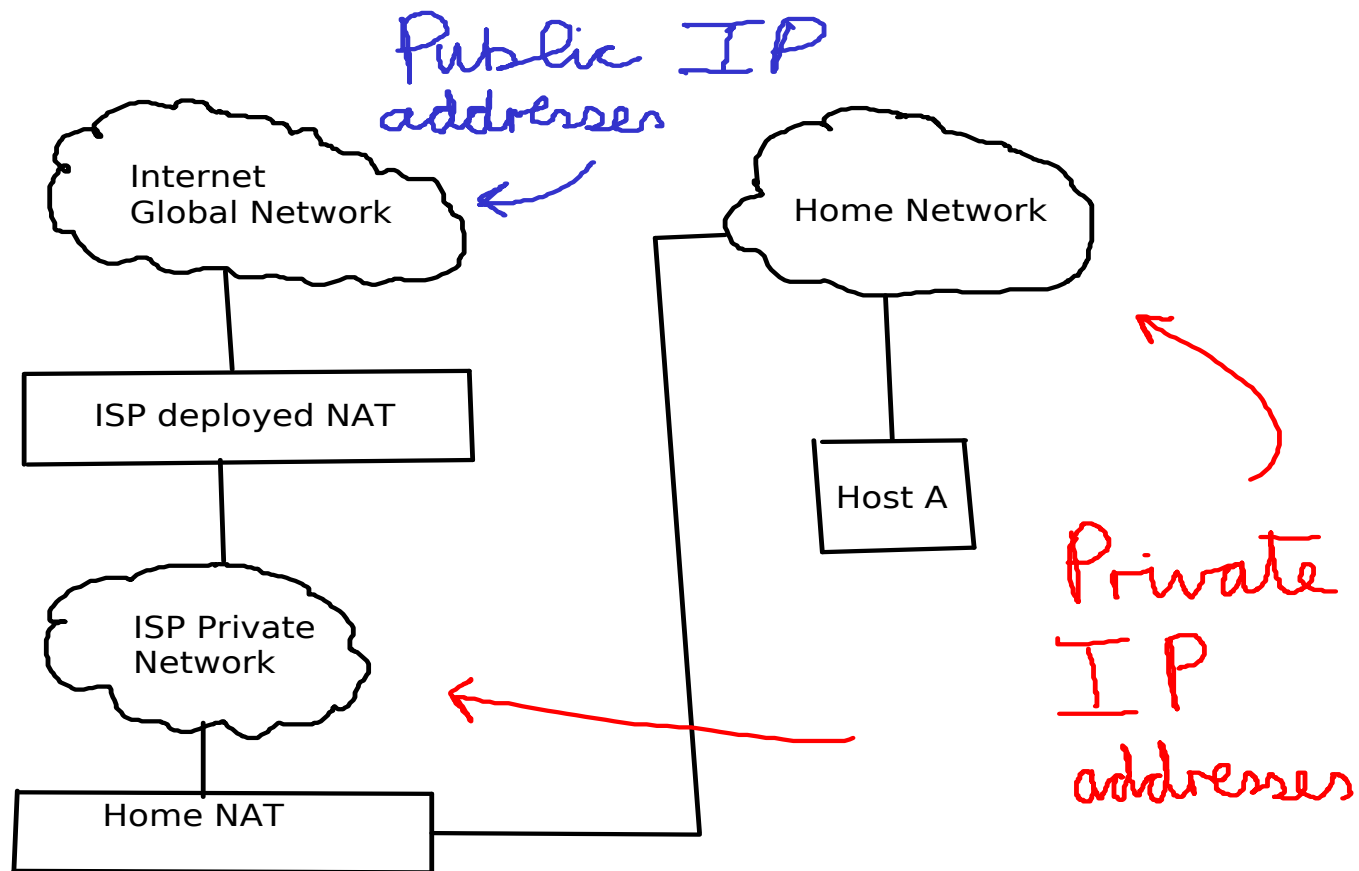 Public IP
addresses
Internet
Global Network
Home Network
ISP deployed NAT
Host A
Private
IP
addresses
ISP Private
Network
Home NAT